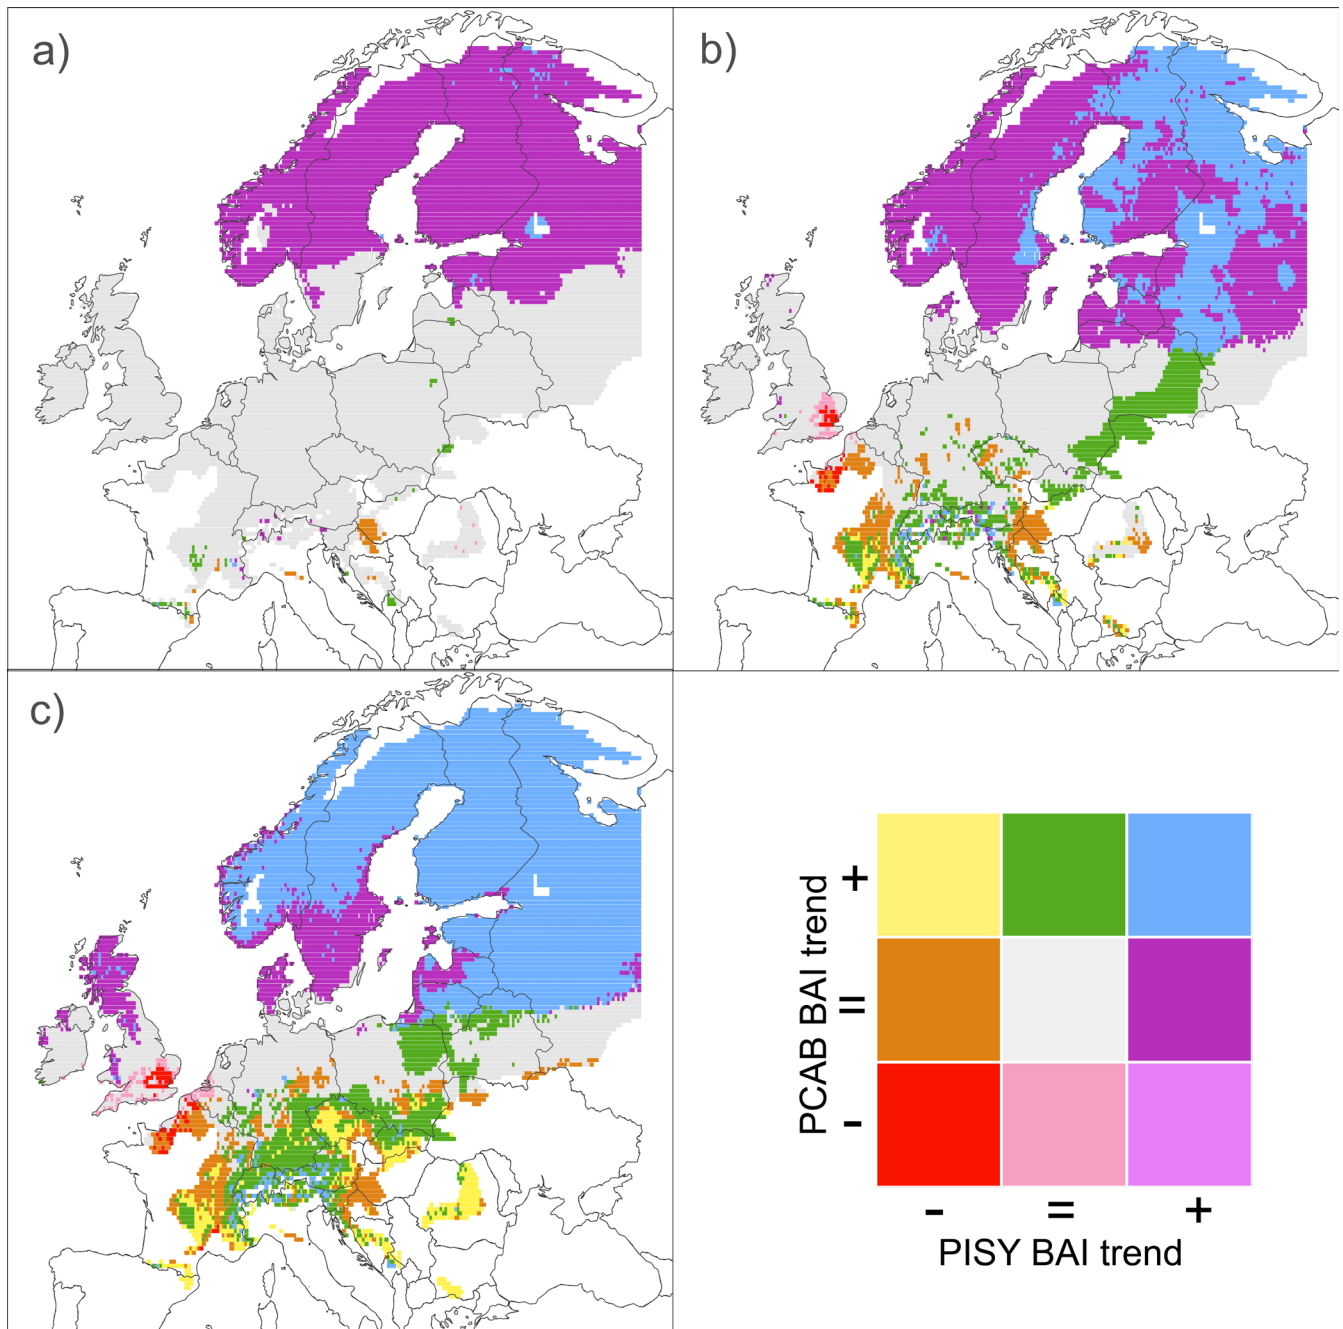 a)
b)
c)
PCAB BAI trend
+
=
-
- = +
PISY BAI trend